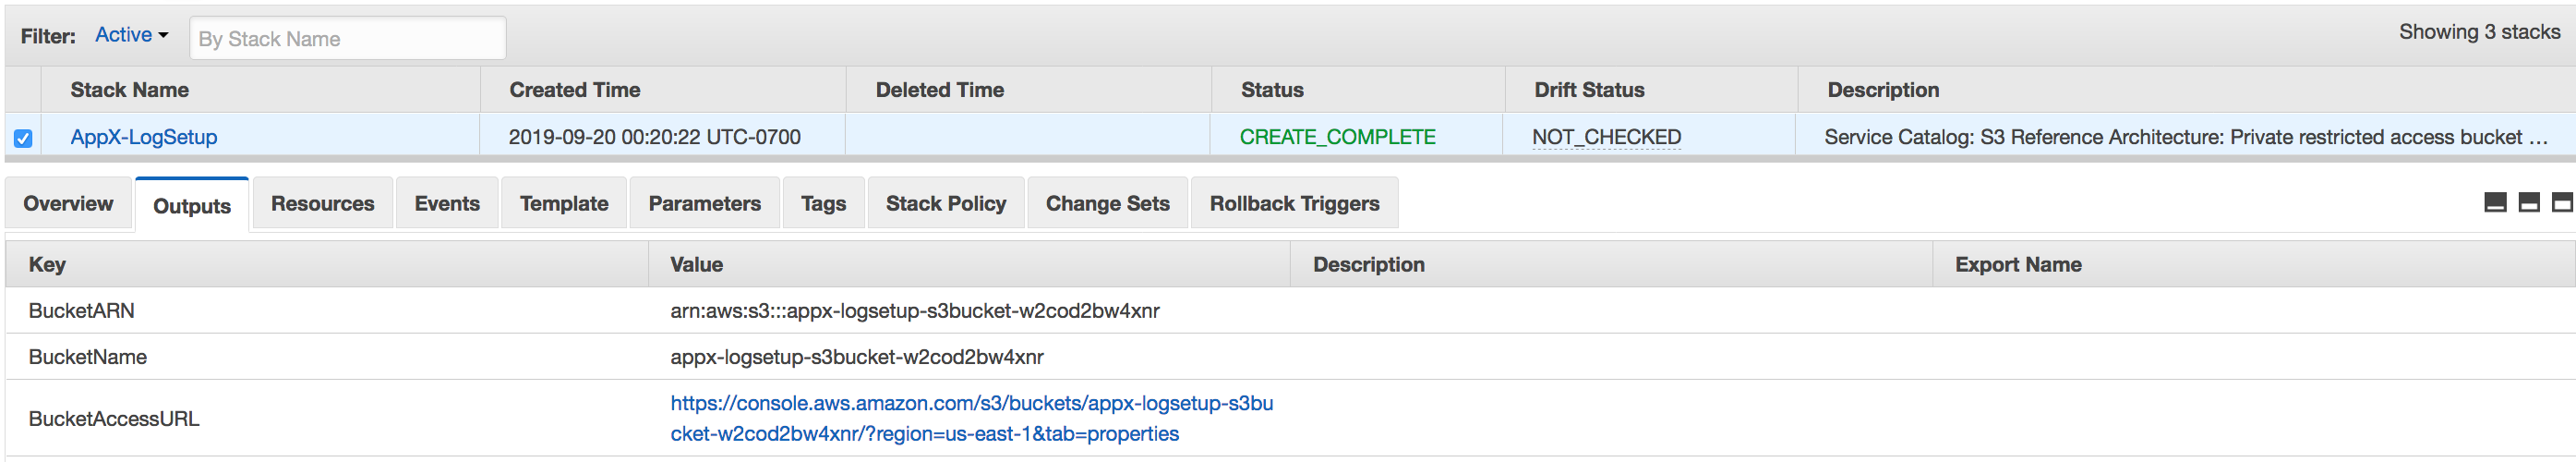 Filter: Active By Stack Name Showing 3 stacks
Stack Name Created Time Deleted Time Status Drift Status Description
AppX-LogSetup 2019-09-20 00:20:22 UTC-0700 CREATE_COMPLETE NOT_CHECKED Service Catalog: S3 Reference Architecture: Private restricted access bucket ...
Overview Outputs Resources Events Template Parameters Tags Stack Policy Change Sets Rollback Triggers
Key Value Description Export Name
BucketARN arn:aws:s3:::appx-logsetup-s3bucket-w2cod2bw4xnr
BucketName appx-logsetup-s3bucket-w2cod2bw4xnr
BucketAccessURL https://console.aws.amazon.com/s3/buckets/appx-logsetup-s3bu
cket-w2cod2bw4xnr/?region=us-east-1&tab=properties